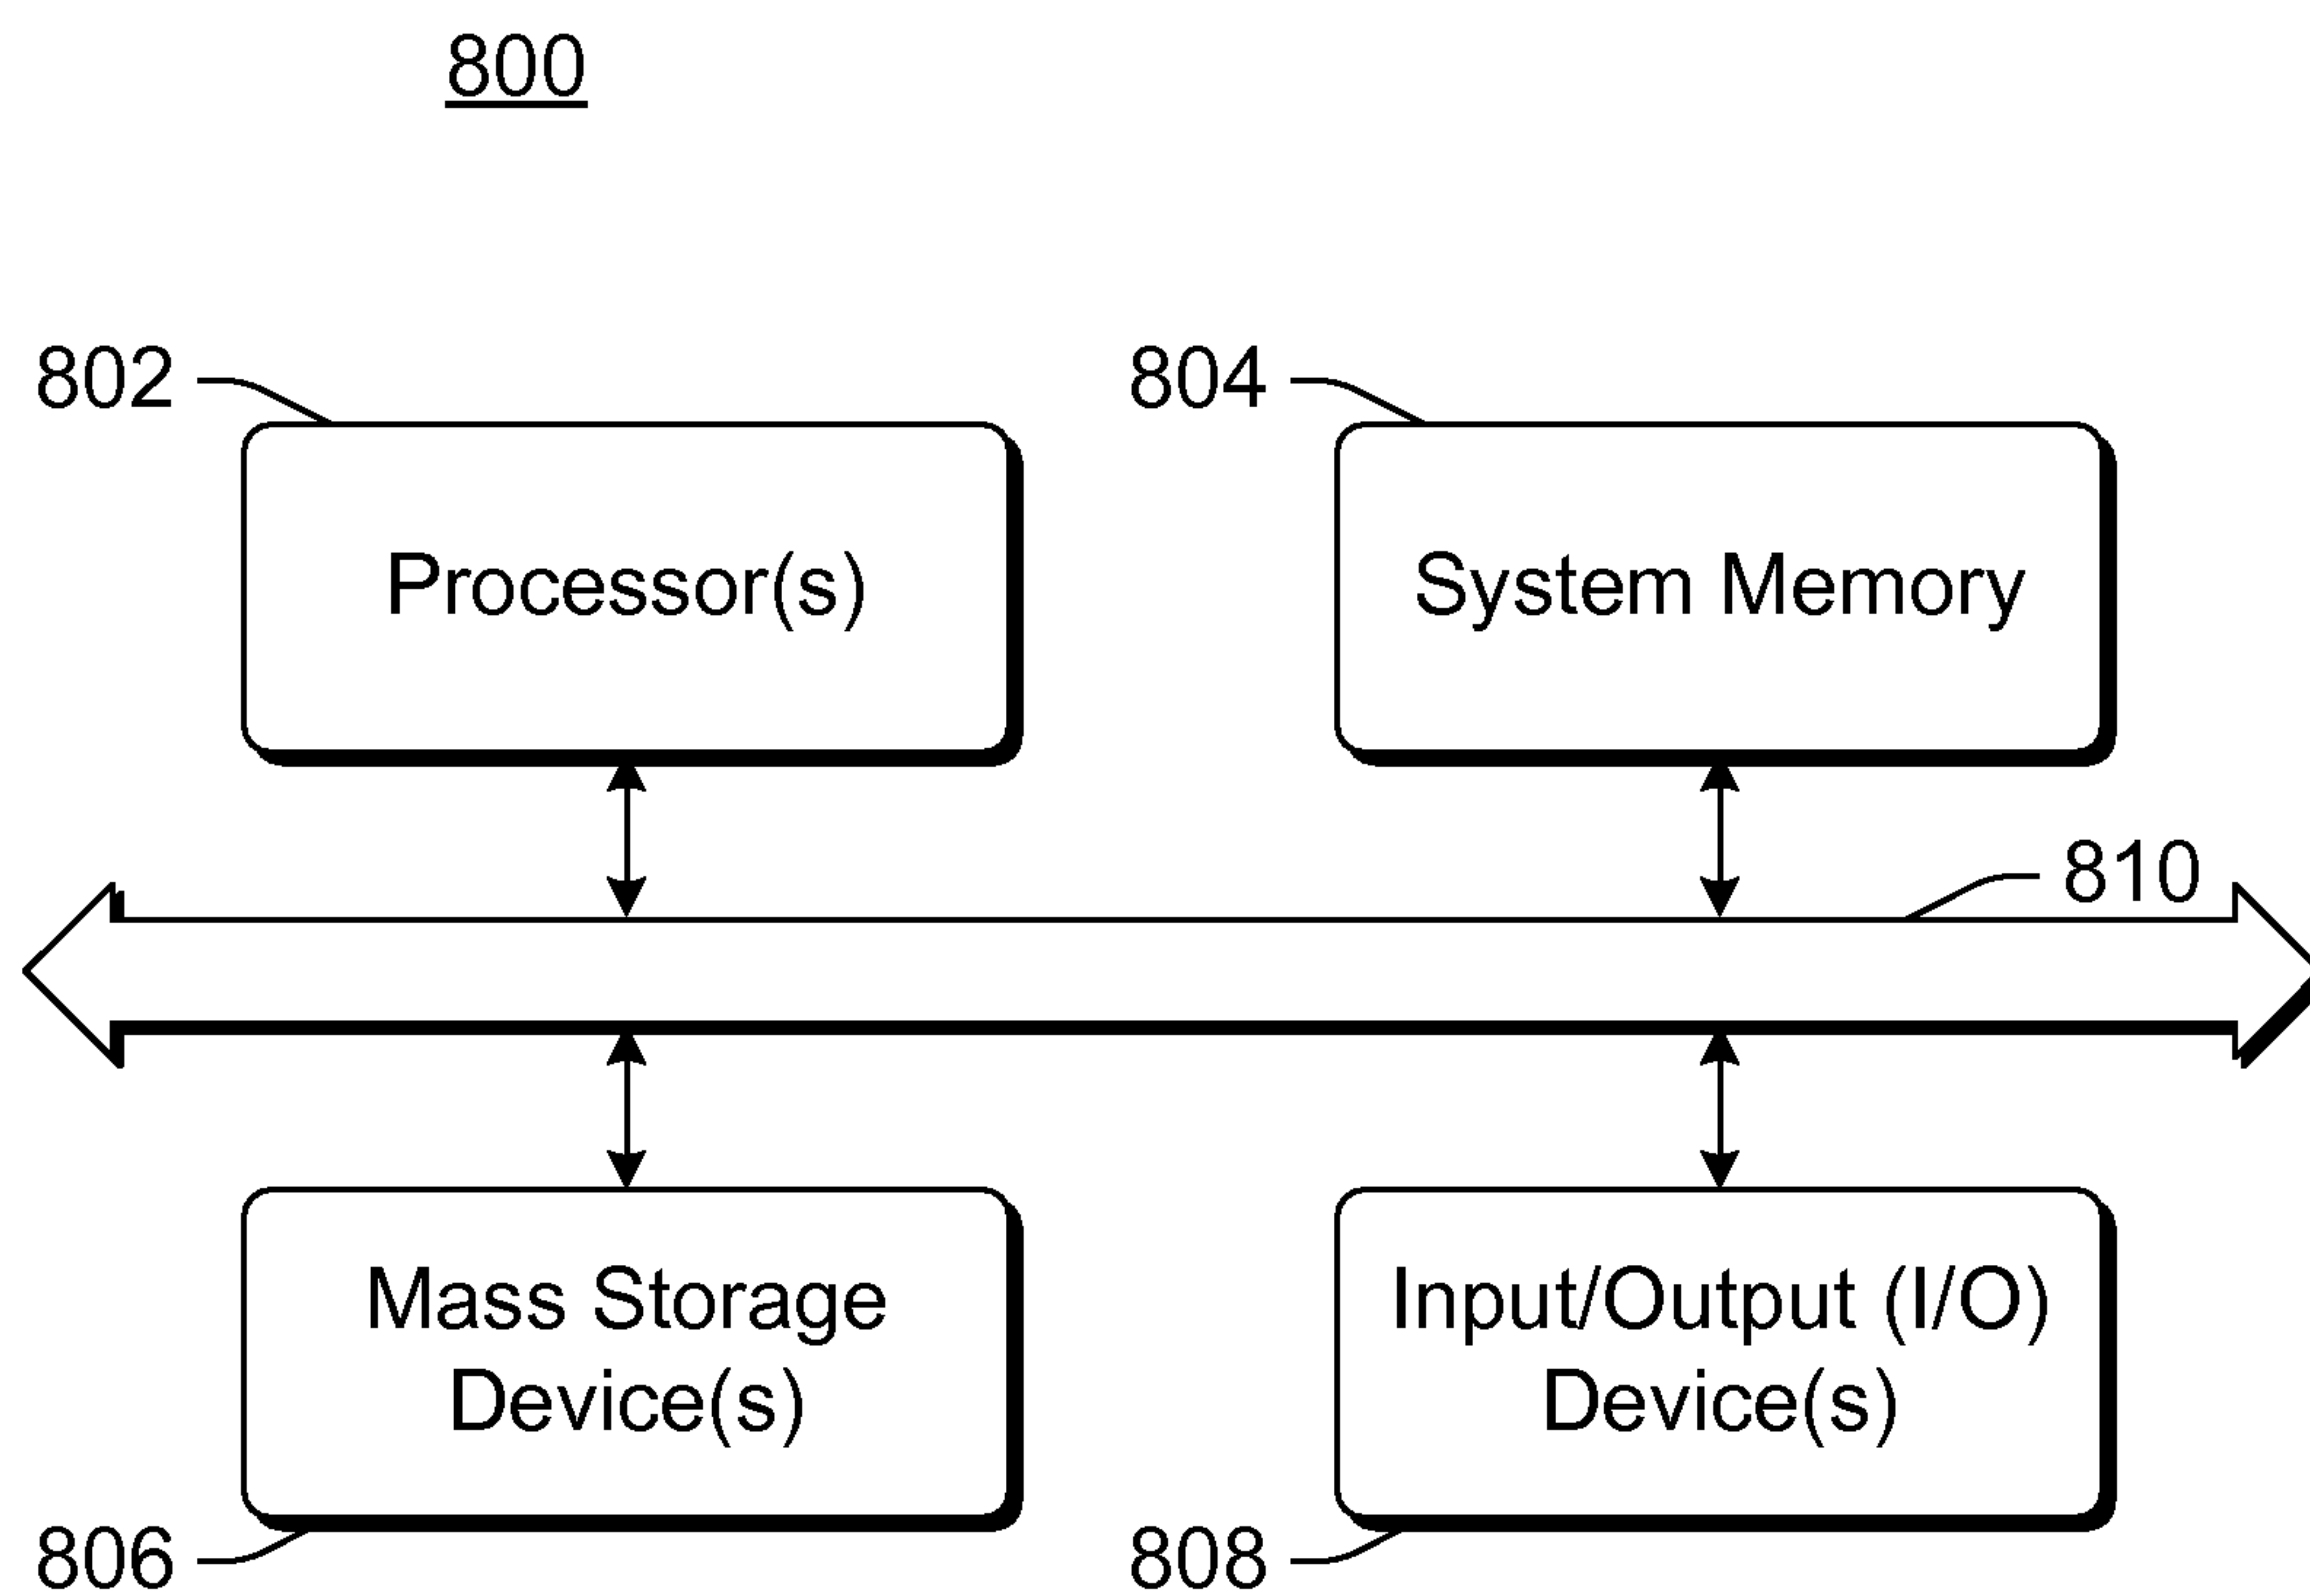 800
802
804
Processor(s)
System Memory
810
Mass Storage
Device(s)
Input/Output (I/O)
Device(s)
806
808